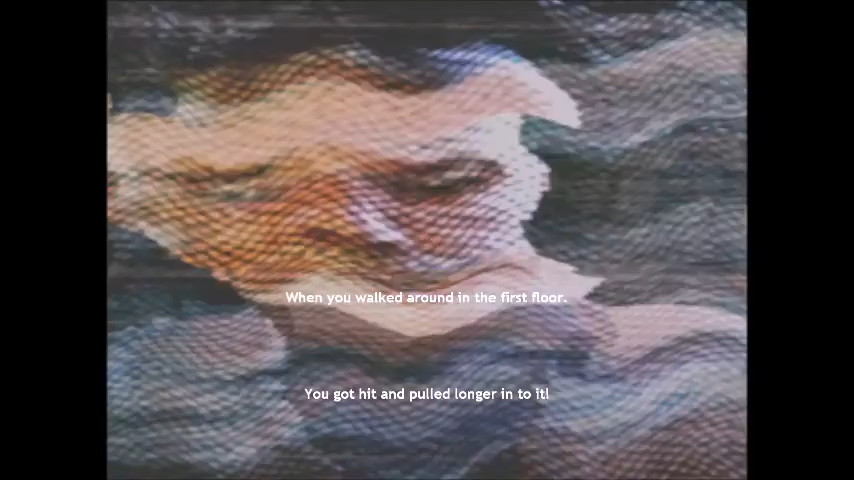 When you walked around in the first floor.
You got hit and pulled longer in to it!